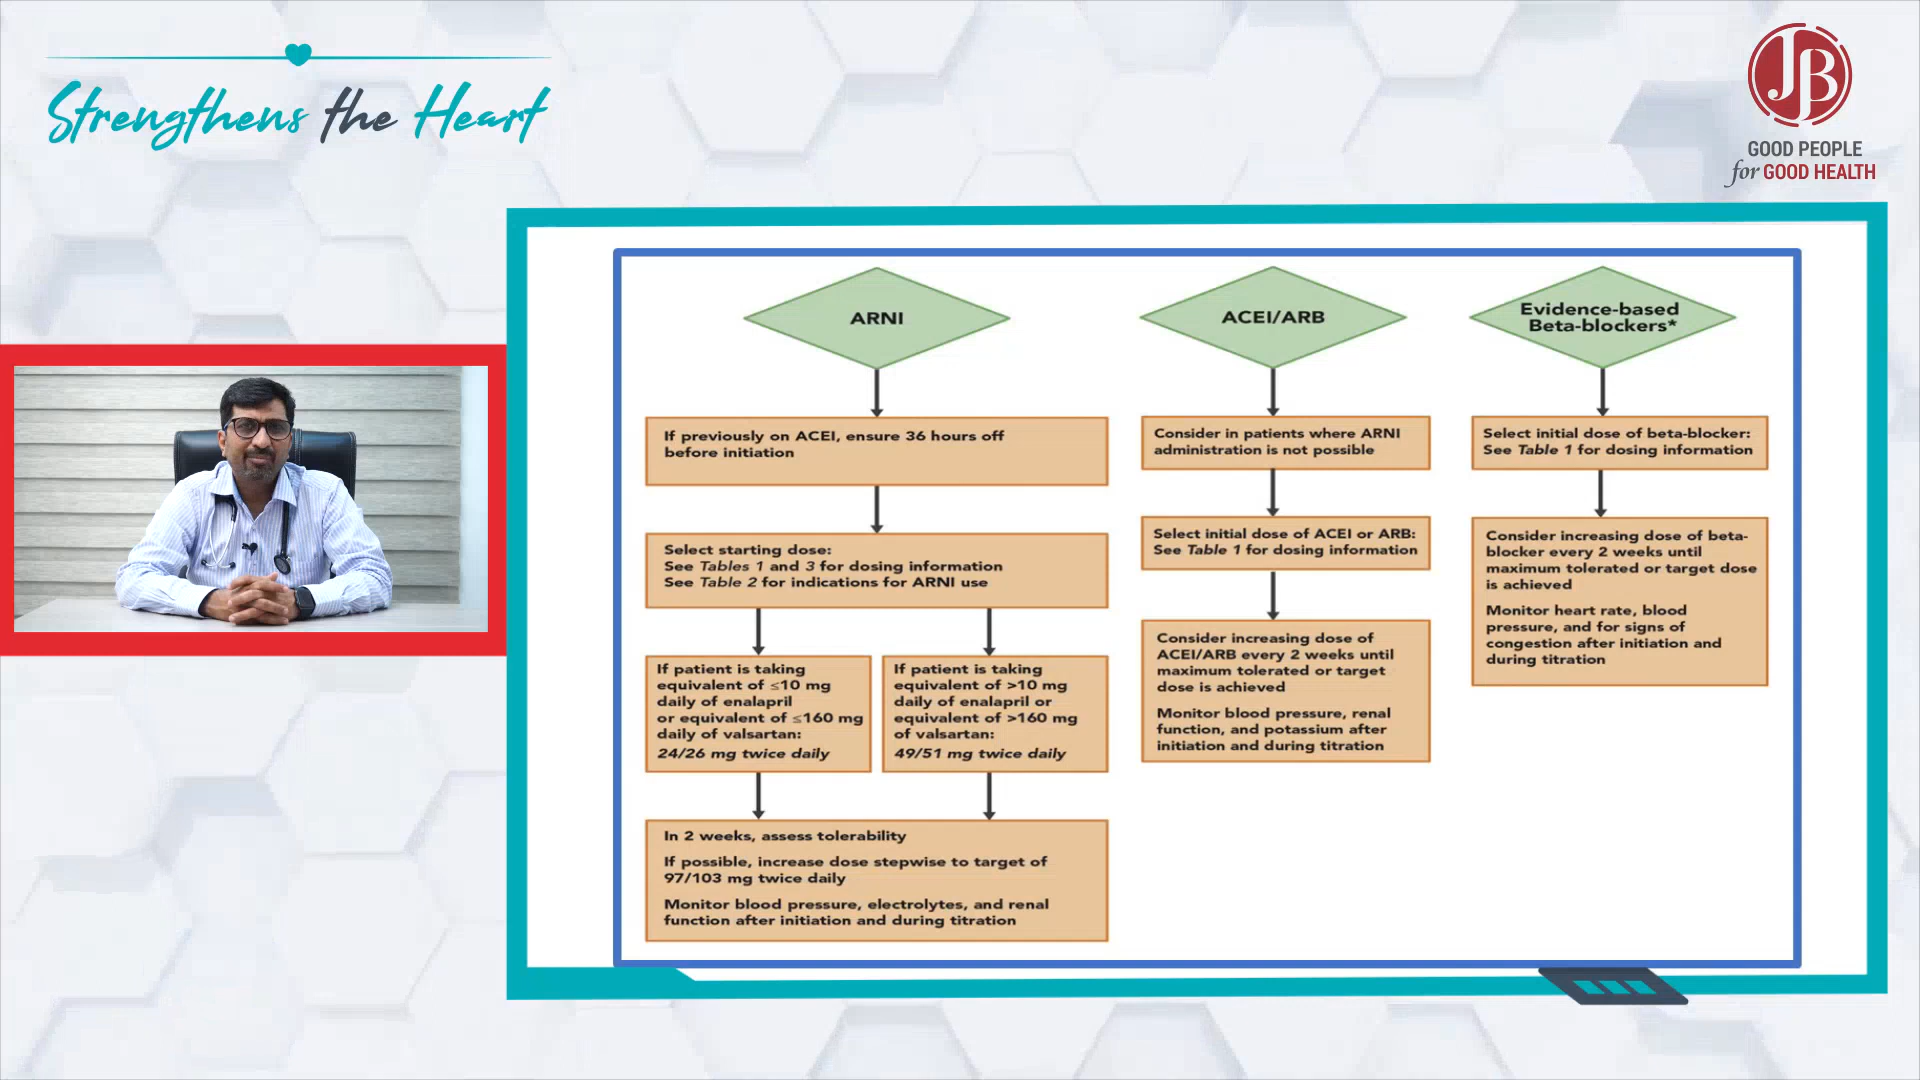 Strengthens the Heart
JB
GOOD PEOPLE
for GOOD HEALTH
ARNI
If previously on ACEI, ensure 36 hours off
before initiation
Select starting dose:
See Tables 1 and 3 for dosing information
See Table 2 for indications for ARNI use
If patient is taking
equivalent of ≤10 mg
daily of enalapril
or equivalent of ≤160 mg
daily of valsartan:
24/26 mg twice daily
If patient is taking
equivalent of >10 mg
daily of enalapril or
equivalent of >160 mg
of valsartan:
49/51 mg twice daily
In 2 weeks, assess tolerability
If possible, increase dose stepwise to target of
97/103 mg twice daily
Monitor blood pressure, electrolytes, and renal
function after initiation and during titration
ACEI/ARB
Consider in patients where ARNI
administration is not possible
Select initial dose of ACEI or ARB:
See Table 1 for dosing information
Consider increasing dose of
ACEI/ARB every 2 weeks until
maximum tolerated or target
dose is achieved
Monitor blood pressure, renal
function, and potassium after
initiation and during titration
Evidence-based
Beta-blockers*
Select initial dose of beta-blocker:
See Table 1 for dosing information
Consider increasing dose of beta-
blocker every 2 weeks until
maximum tolerated or target dose
is achieved
Monitor heart rate, blood
pressure, and for signs of
congestion after initiation and
during titration